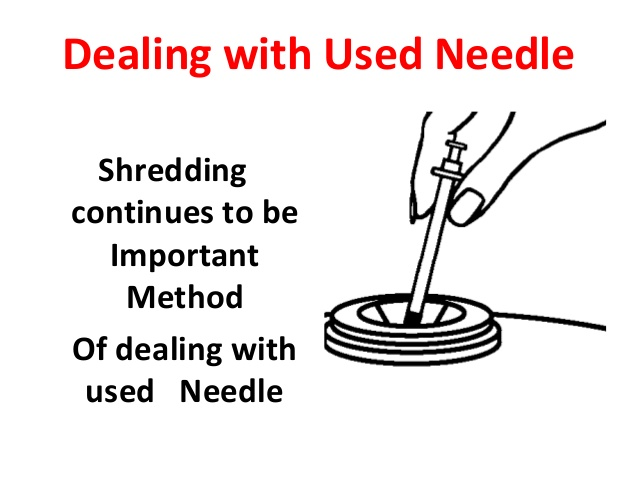 Dealing with Used Needle
Shredding
continues to be
Important
Method
Of dealing with
used Needle